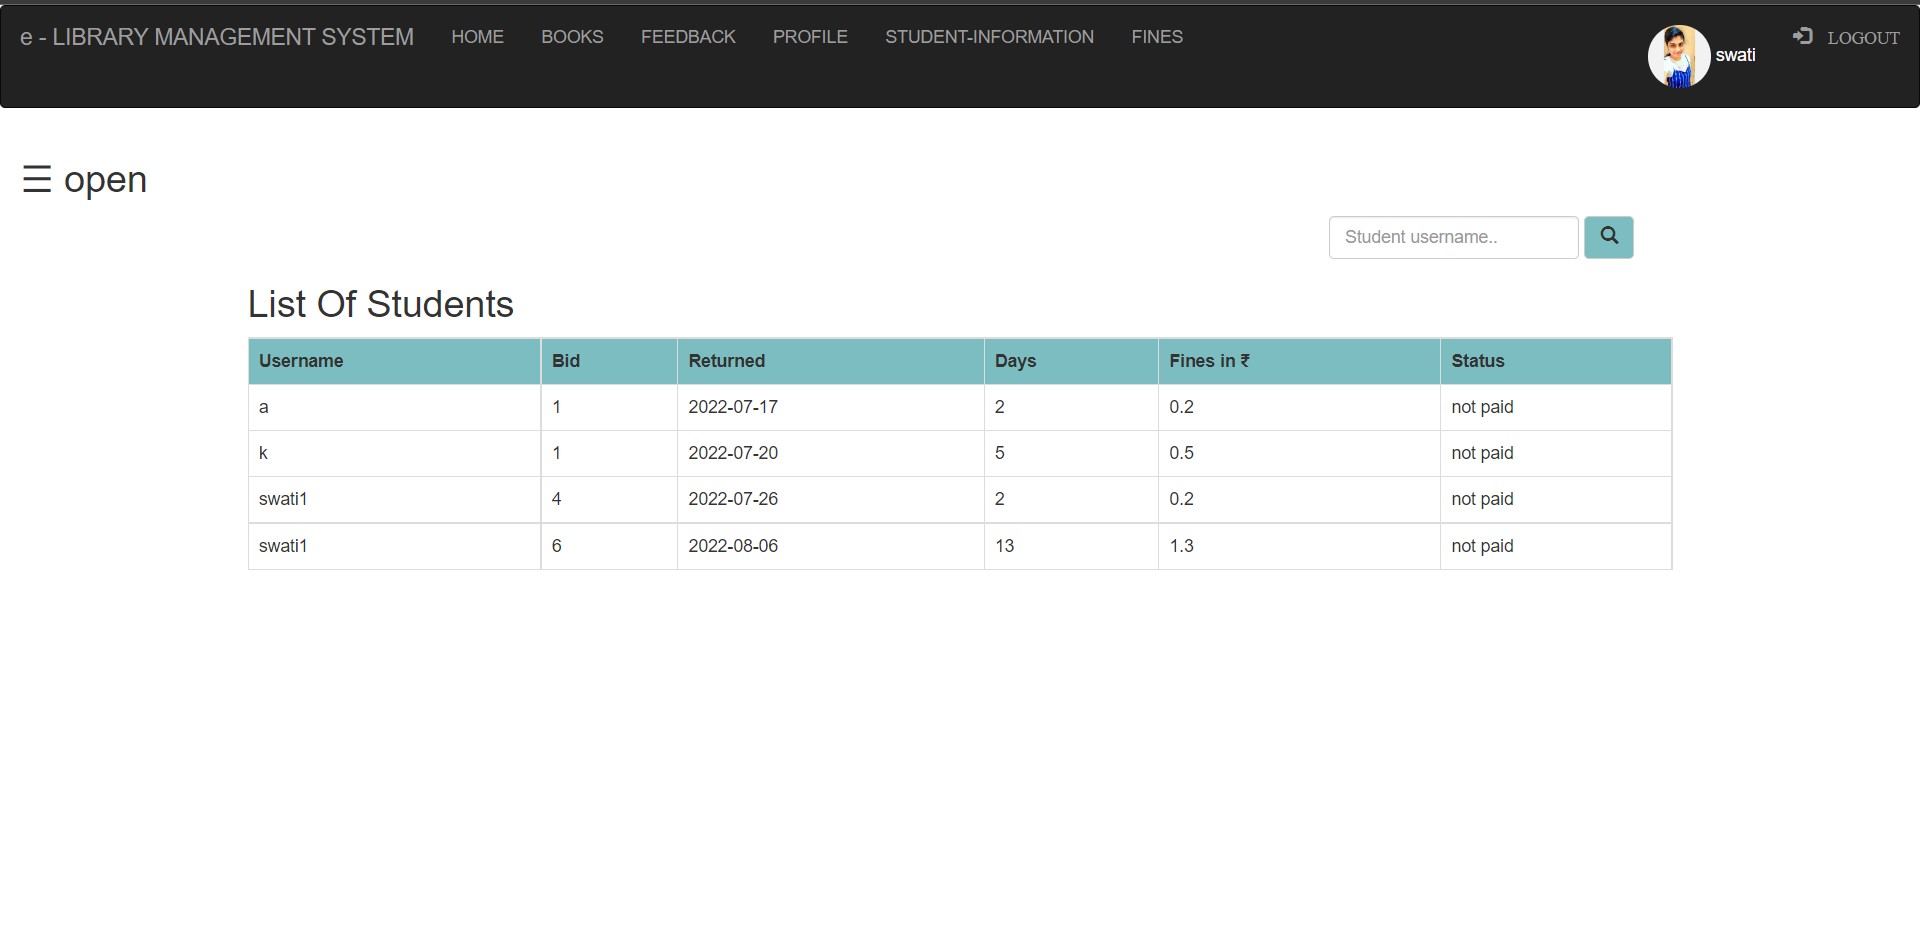 e - LIBRARY MANAGEMENT SYSTEM HOME BOOKS FEEDBACK PROFILE STUDENT-INFORMATION FINES swati LOGOUT
☰ open
Student username..
List Of Students
Username Bid Returned Days Fines in ₹ Status
a 1 2022-07-17 2 0.2 not paid
k 1 2022-07-20 5 0.5 not paid
swati1 4 2022-07-26 2 0.2 not paid
swati1 6 2022-08-06 13 1.3 not paid